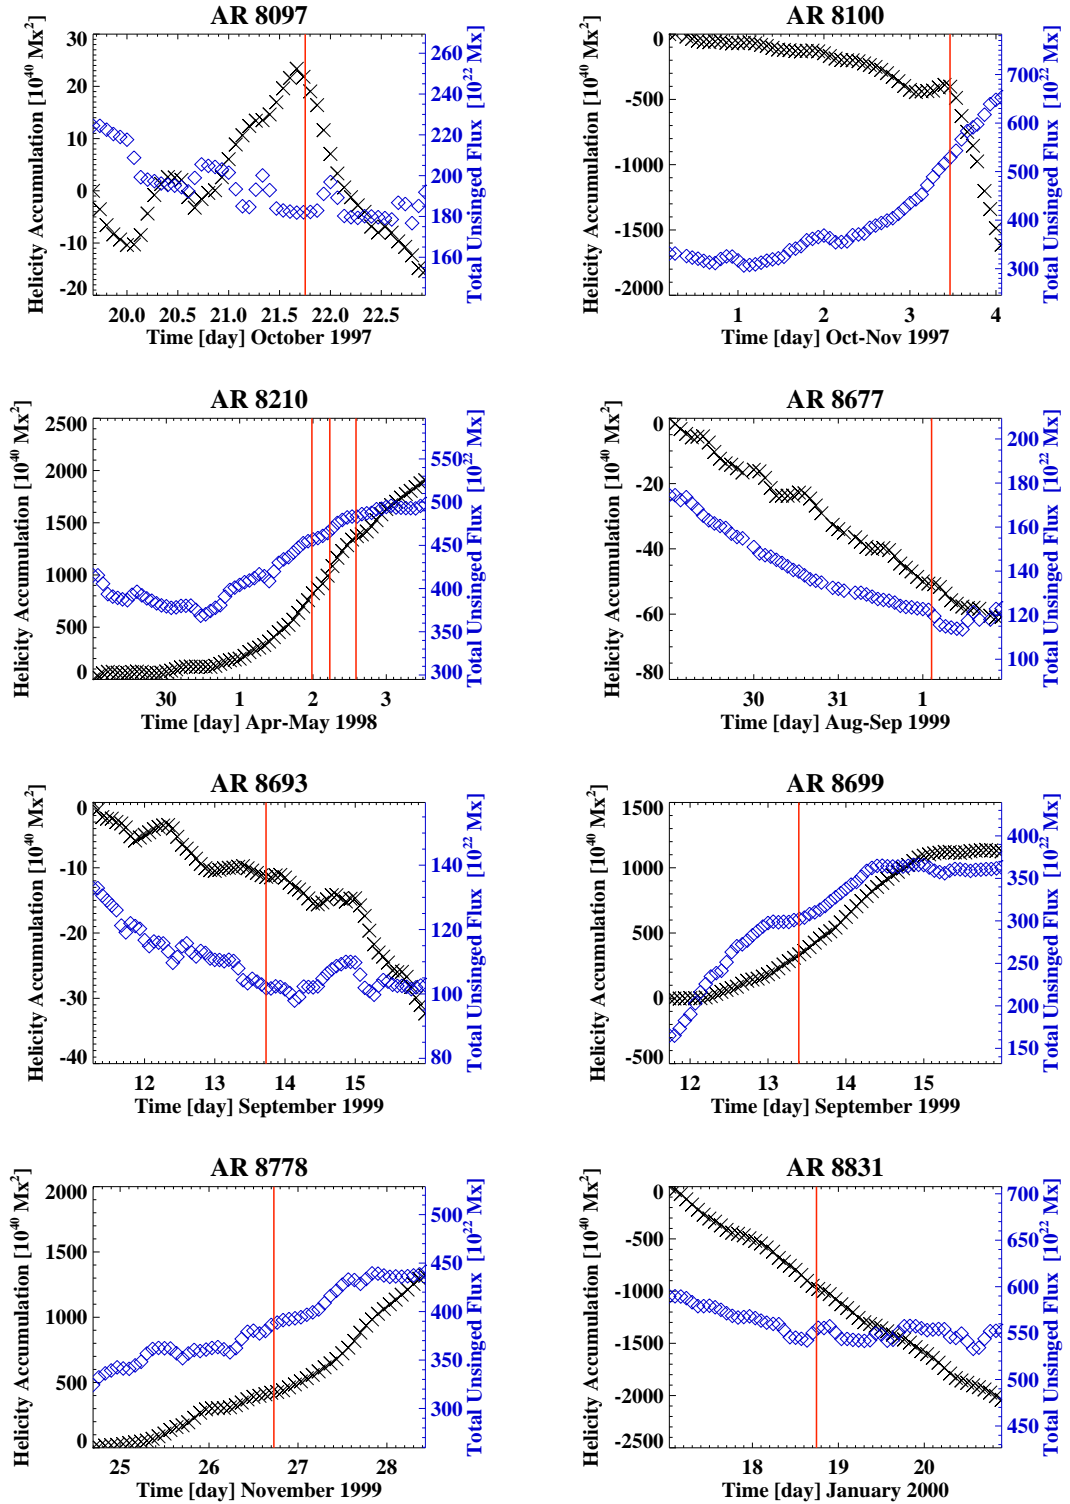 AR 8097
Helicity Accumulation [10^40 Mx^2]
30
20
10
0
-10
-20
260
240
220
200
180
160
Total Unsinged Flux [10^22 Mx]
20.0 20.5 21.0 21.5 22.0 22.5
Time [day] October 1997
AR 8100
Helicity Accumulation [10^40 Mx^2]
0
-500
-1000
-1500
-2000
700
600
500
400
300
Total Unsinged Flux [10^22 Mx]
1 2 3 4
Time [day] Oct-Nov 1997
AR 8210
Helicity Accumulation [10^40 Mx^2]
2500
2000
1500
1000
500
0
550
500
450
400
350
300
Total Unsinged Flux [10^22 Mx]
30 1 2 3
Time [day] Apr-May 1998
AR 8677
Helicity Accumulation [10^40 Mx^2]
0
-20
-40
-60
-80
200
180
160
140
120
100
Total Unsinged Flux [10^22 Mx]
30 31 1
Time [day] Aug-Sep 1999
AR 8693
Helicity Accumulation [10^40 Mx^2]
0
-10
-20
-30
-40
140
120
100
80
Total Unsinged Flux [10^22 Mx]
12 13 14 15
Time [day] September 1999
AR 8699
Helicity Accumulation [10^40 Mx^2]
1500
1000
500
0
-500
400
350
300
250
200
150
Total Unsinged Flux [10^22 Mx]
12 13 14 15
Time [day] September 1999
AR 8778
Helicity Accumulation [10^40 Mx^2]
2000
1500
1000
500
0
500
450
400
350
300
Total Unsinged Flux [10^22 Mx]
25 26 27 28
Time [day] November 1999
AR 8831
Helicity Accumulation [10^40 Mx^2]
0
-500
-1000
-1500
-2000
-2500
700
650
600
550
500
450
Total Unsinged Flux [10^22 Mx]
18 19 20
Time [day] January 2000